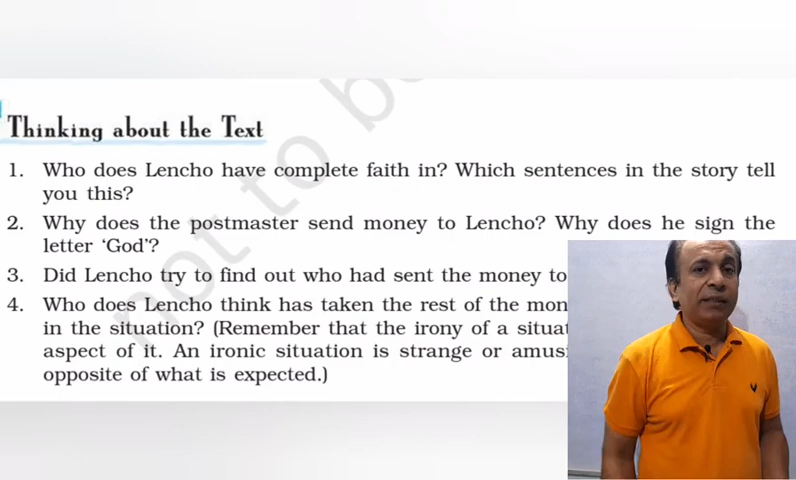 not to be
Thinking about the Text
1. Who does Lencho have complete faith in? Which sentences in the story tell
you this?
2. Why does the postmaster send money to Lencho? Why does he sign the
letter ‘God’?
3. Did Lencho try to find out who had sent the money to
4. Who does Lencho think has taken the rest of the
in the situation? (Remember that the irony of a
aspect of it. An ironic situation is strange or
opposite of what is expected.)